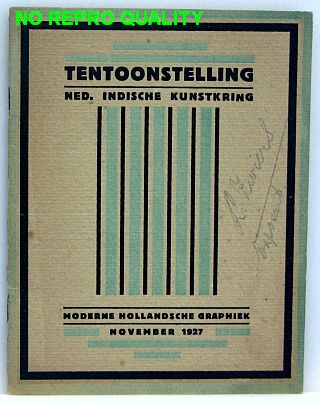 NO REPRO QUALITY
TENTOONSTELLING
NED. INDISCHE KUNSTKRING
MODERNE HOLLANDSCHE GRAPHIEK
NOVEMBER 1927